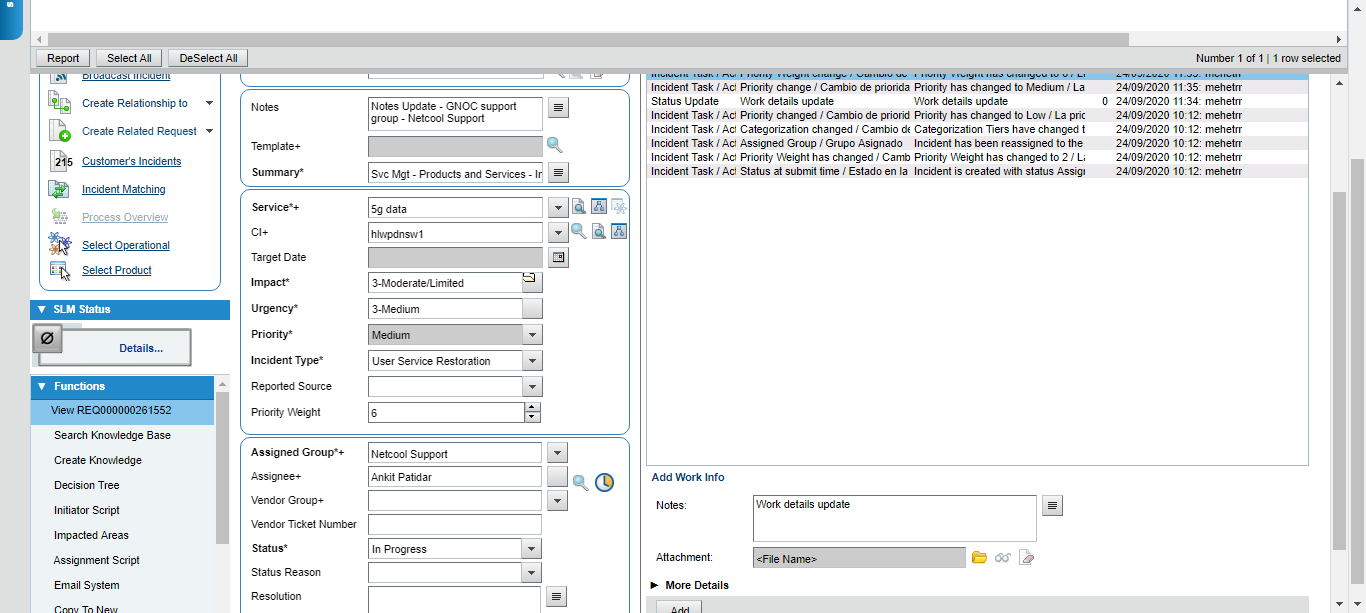 s
Report
Select All
DeSelect All
Number 1 of 1 | 1 row selected
Broadcast Incident
Create Relationship to
Create Related Request
215
Customer's Incidents
Incident Matching
Process Overview
Select Operational
Select Product
SLM Status
Details...
Functions
View REQ000000261552
Search Knowledge Base
Create Knowledge
Decision Tree
Initiator Script
Impacted Areas
Assignment Script
Email System
Copy To New
Notes
Notes Update - GNOC support
group - Netcool Support
Template+
Summary*
Svc Mgt - Products and Services - In
Service*+
5g data
CI+
hlwpdnsw1
Target Date
Impact*
3-Moderate/Limited
Urgency*
3-Medium
Priority*
Medium
Incident Type*
User Service Restoration
Reported Source
Priority Weight
6
Assigned Group*+
Netcool Support
Assignee+
Ankit Patidar
Vendor Group+
Vendor Ticket Number
Status*
In Progress
Status Reason
Resolution
Incident Task / Act Priority Weight change / Cambio de Priority Weight has changed to 6 / L 24/09/2020 11:35: mehetrr
Incident Task / Act Priority change / Cambio de priorida Priority has changed to Medium / La 24/09/2020 11:35: mehetrr
Status Update Work details update Work details update 0 24/09/2020 11:34: mehetrr
Incident Task / Act Priority changed / Cambio de priorid Priority has changed to Low / La pric 24/09/2020 10:12: mehetrr
Incident Task / Act Categorization changed / Cambio de Categorization Tiers have changed t 24/09/2020 10:12: mehetrr
Incident Task / Act Assigned Group / Grupo Asignado Incident has been reassigned to the 24/09/2020 10:12: mehetrr
Incident Task / Act Priority Weight has changed / Camb Priority Weight has changed to 2 / La 24/09/2020 10:12: mehetrr
Incident Task / Act Status at submit time / Estado en la Incident is created with status Assig 24/09/2020 10:12: mehetrr
Add Work Info
Notes:
Work details update
Attachment:
<File Name>
More Details
Add